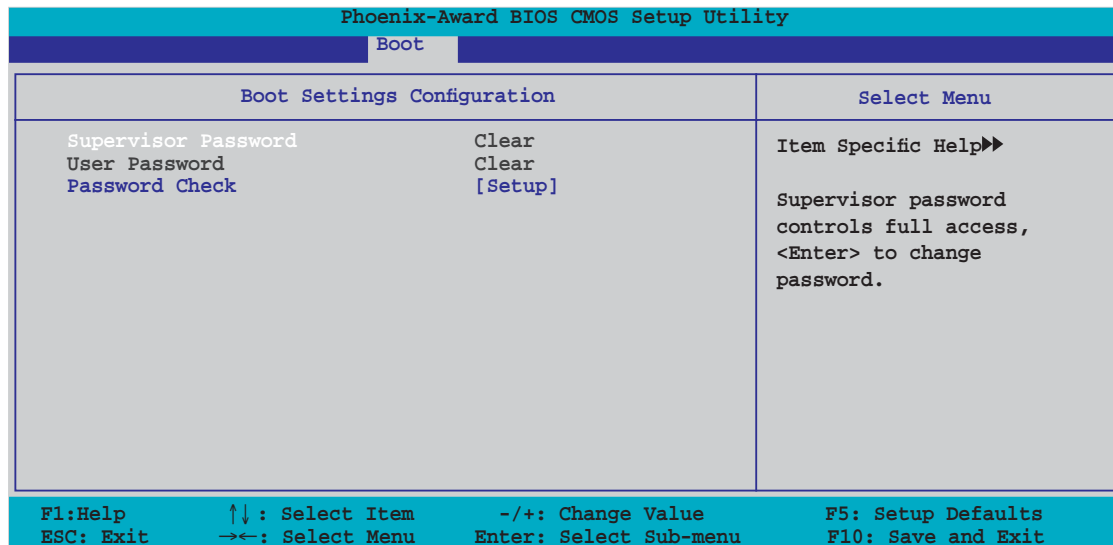 Phoenix-Award BIOS CMOS Setup Utility
Boot
Boot Settings Configuration
Select Menu
Supervisor Password Clear
User Password Clear
Password Check [Setup]
Item Specific Help▶▶
Supervisor password
controls full access,
<Enter> to change
password.
F1:Help ↑↓: Select Item -/+: Change Value F5: Setup Defaults
ESC: Exit →←: Select Menu Enter: Select Sub-menu F10: Save and Exit